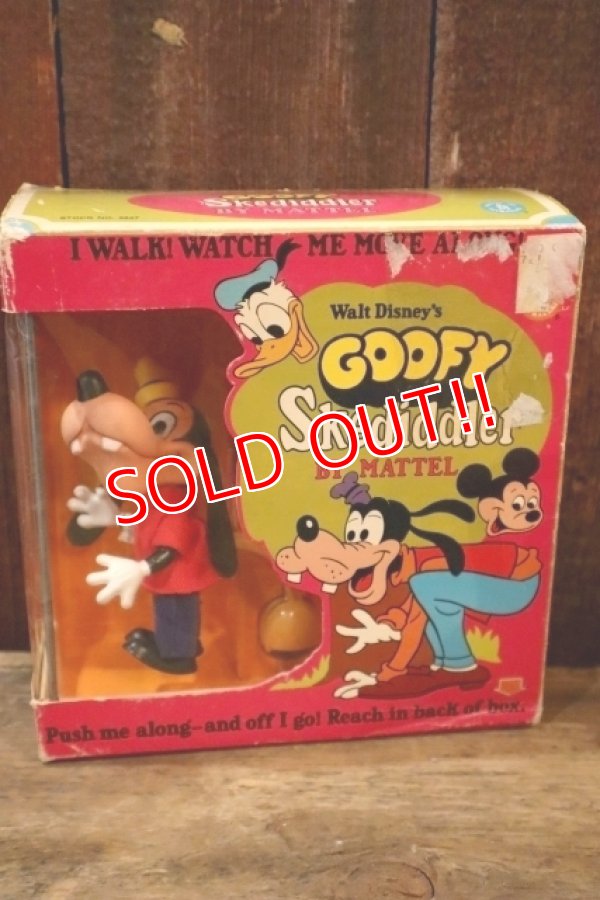 Skediddler
BY MATTEL
I WALK! WATCH ME MOVE ALONG!
Walt Disney's
GOOFY
Skediddler
BY MATTEL
SOLD OUT!!
Push me along—and off I go! Reach in back of box.